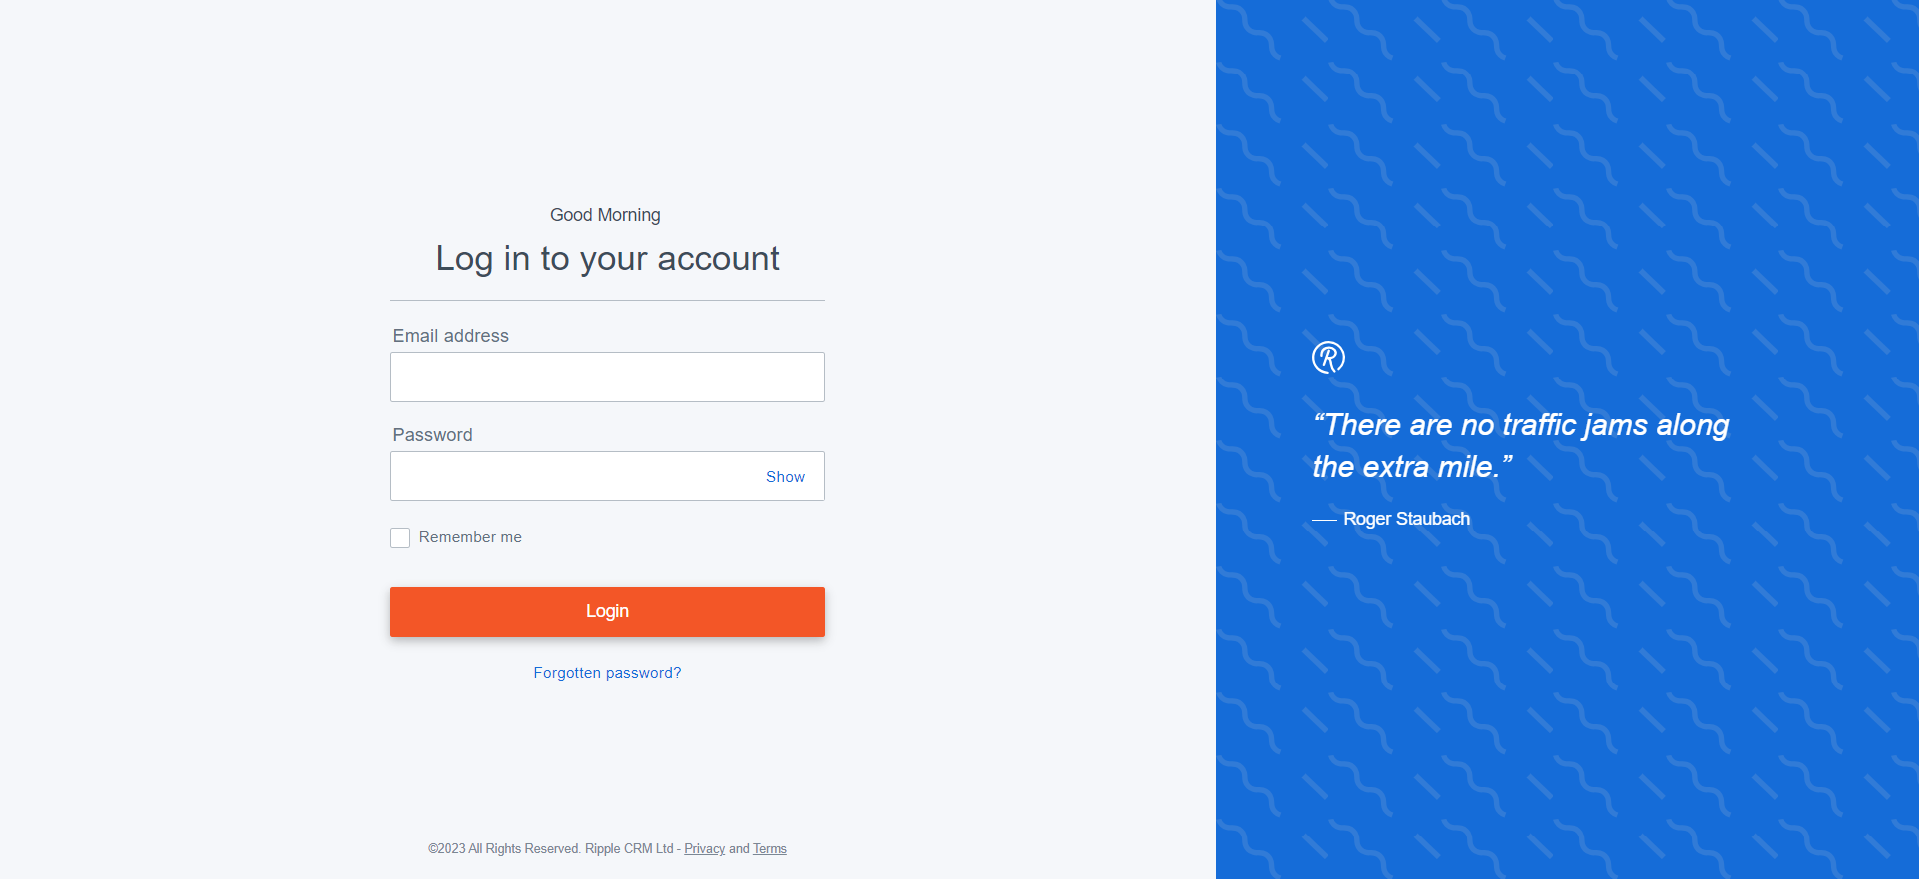 Good Morning
Log in to your account
Email address
Password
Show
Remember me
Login
Forgotten password?
©2023 All Rights Reserved. Ripple CRM Ltd - Privacy and Terms
R
“There are no traffic jams along
the extra mile.”
Roger Staubach